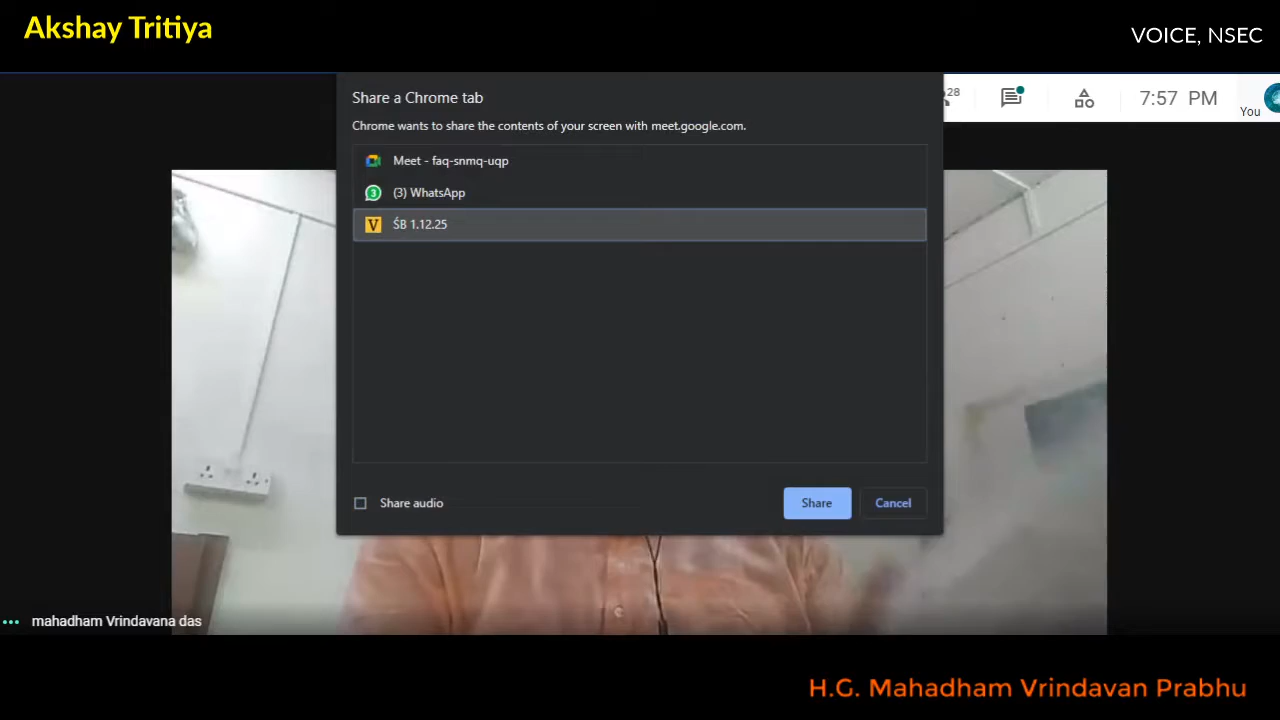 Akshay Tritiya
VOICE, NSEC
Share a Chrome tab
28
7:57 PM
You
Chrome wants to share the contents of your screen with meet.google.com.
Meet - faq-snmq-uqp
3
(3) WhatsApp
V
ŚB 1.12.25
Share audio
Share
Cancel
mahadham Vrindavana das
H.G. Mahadham Vrindavan Prabhu